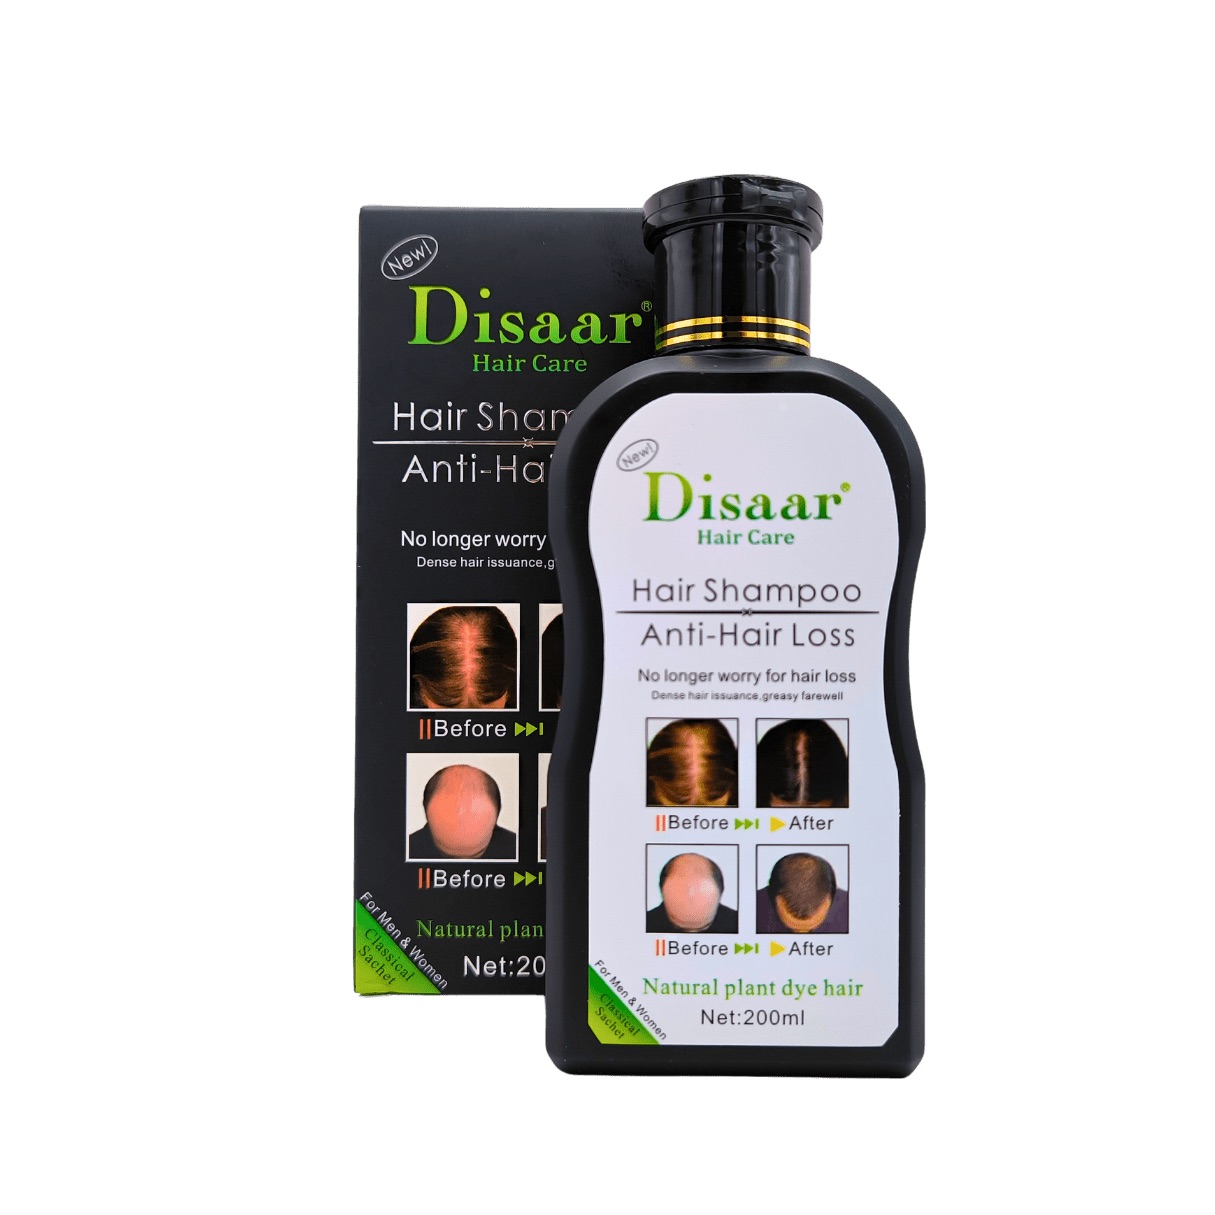 New!
Disaar®
Hair Care
Hair Sham
Anti-Hai
No longer worry
Dense hair issuance,g
Before
Before
Natural plan
Net:20
For Men & Women
Classical
Sachet
New!
Disaar®
Hair Care
Hair Shampoo
Anti-Hair Loss
No longer worry for hair loss
Dense hair issuance,greasy farewell
Before After
Before After
Natural plant dye hair
Net:200ml
For Men & Women
Classical
Sachet